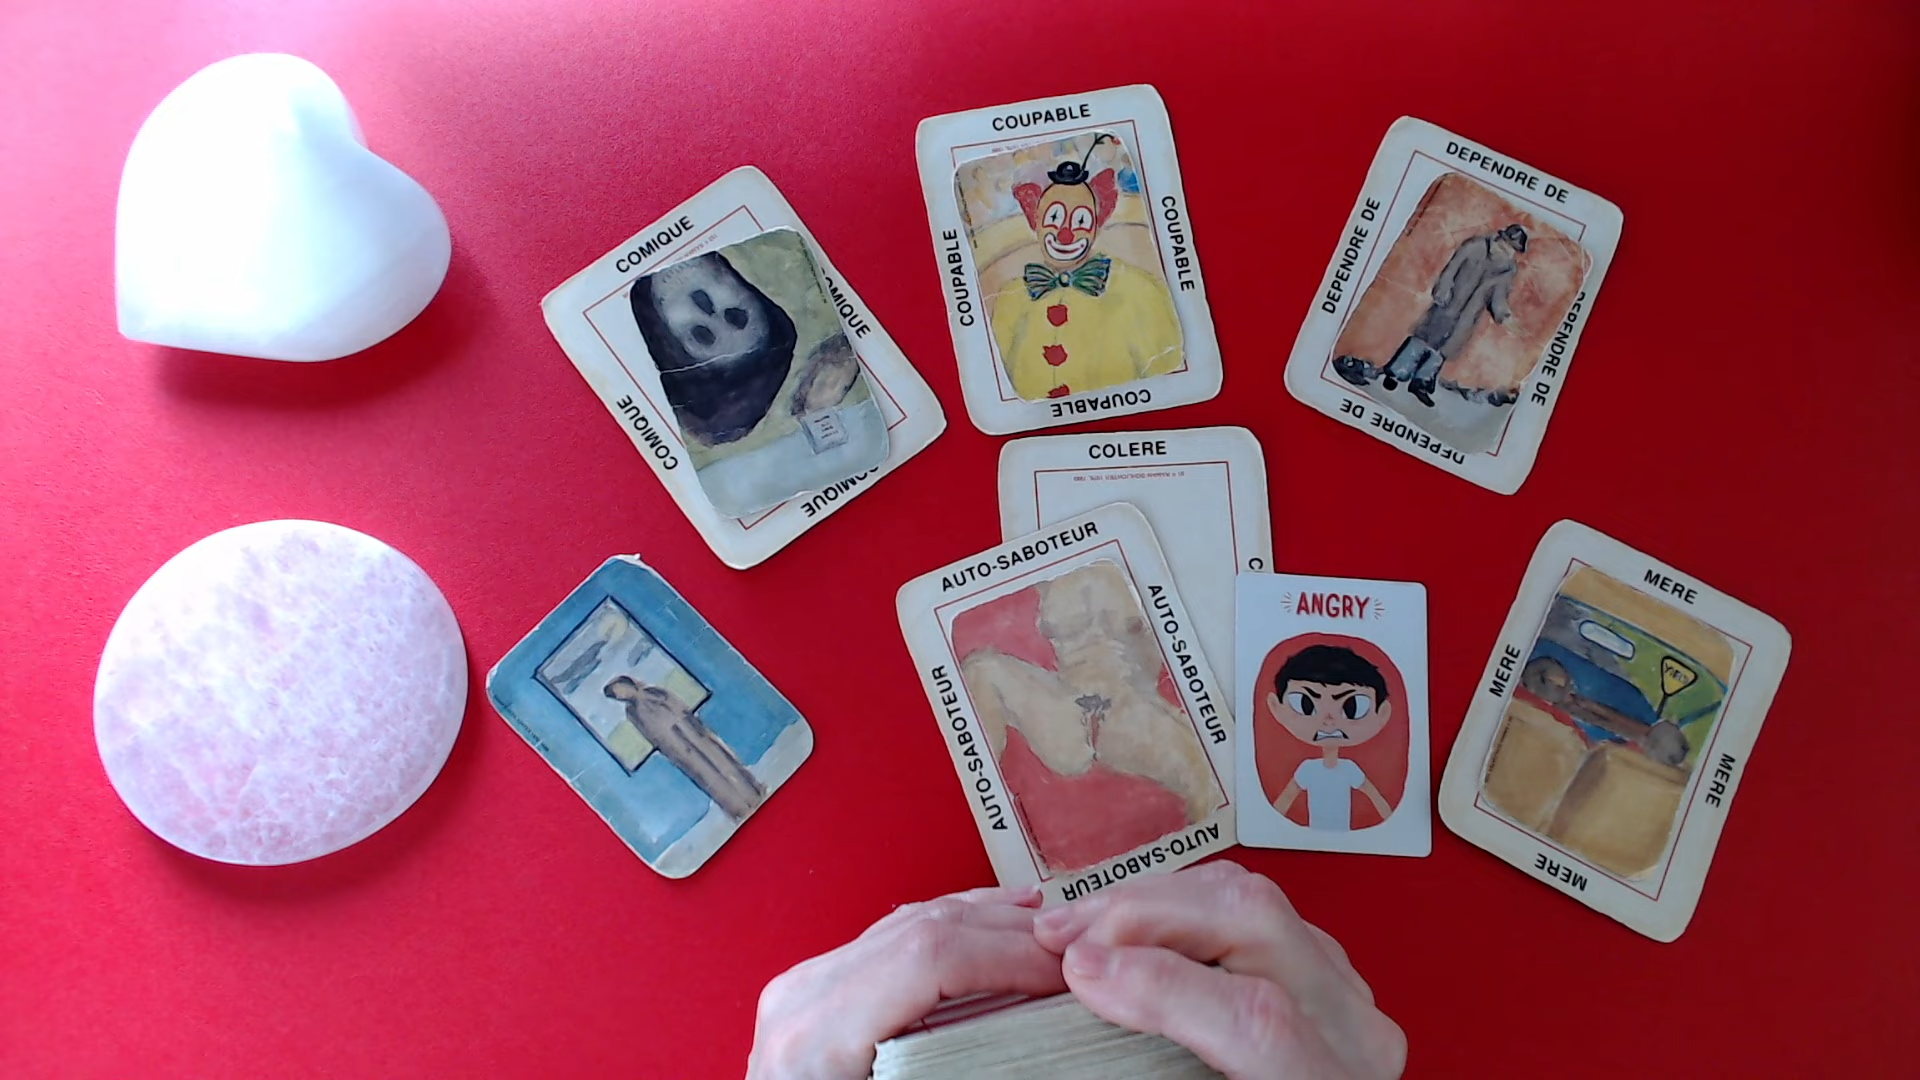 COUPABLE
COUPABLE
COUPABLE
COUPABLE
DEPENDRE DE
DEPENDRE DE
DEPENDRE DE
DEPENDRE DE
COMIQUE
COMIQUE
COMIQUE
COMIQUE
COLERE
AUTO-SABOTEUR
AUTO-SABOTEUR
AUTO-SABOTEUR
AUTO-SABOTEUR
ANGRY
MERE
MERE
MERE
MERE
YIELD